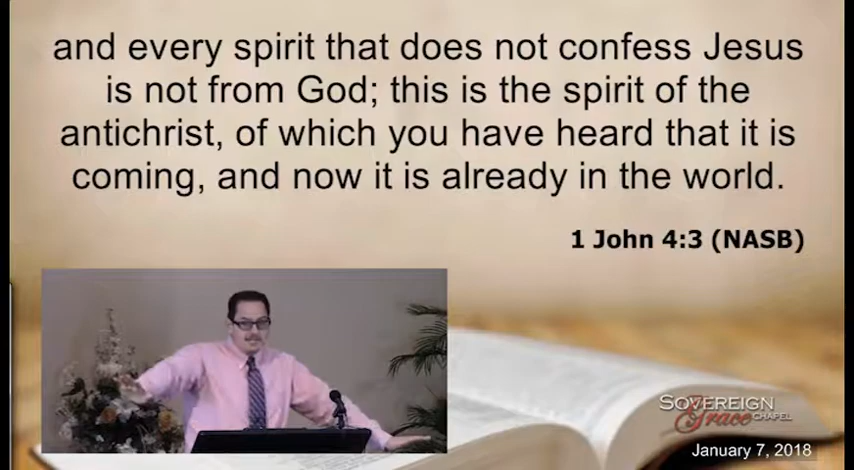 and every spirit that does not confess Jesus
is not from God; this is the spirit of the
antichrist, of which you have heard that it is
coming, and now it is already in the world.
1 John 4:3 (NASB)
SOVEREIGN
Grace CHAPEL
January 7, 2018